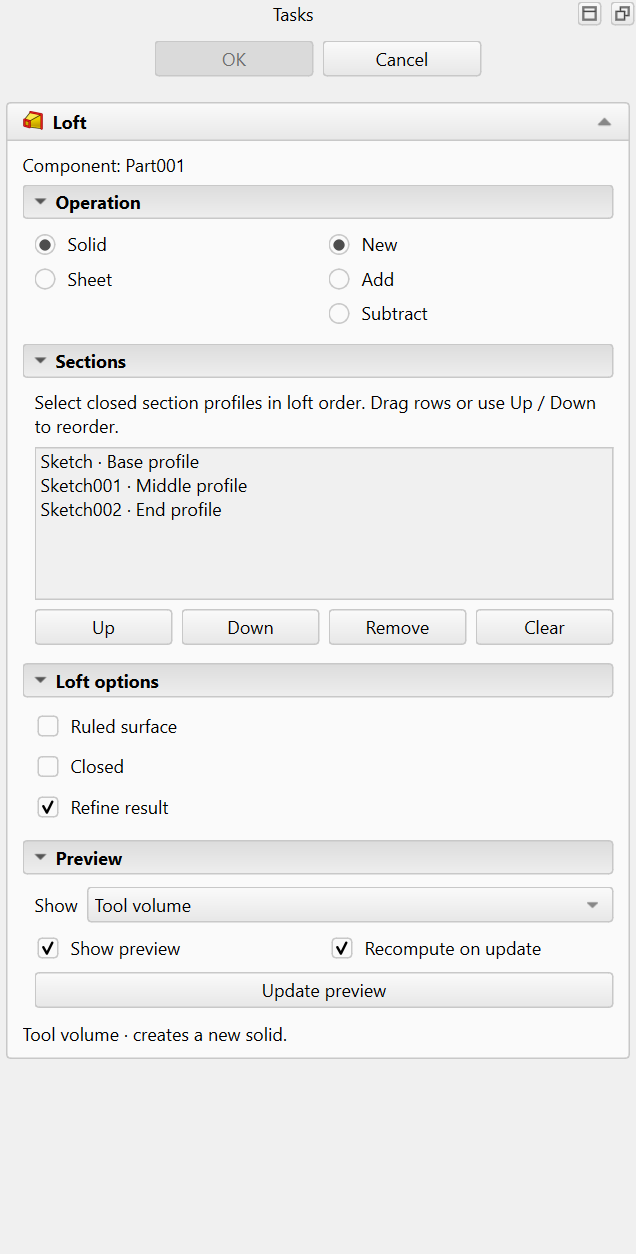 Tasks
OK
Cancel
Loft
Component: Part001
Operation
Solid
New
Sheet
Add
Subtract
Sections
Select closed section profiles in loft order. Drag rows or use Up / Down
to reorder.
Sketch · Base profile
Sketch001 · Middle profile
Sketch002 · End profile
Up
Down
Remove
Clear
Loft options
Ruled surface
Closed
Refine result
Preview
Show
Tool volume
Show preview
Recompute on update
Update preview
Tool volume · creates a new solid.